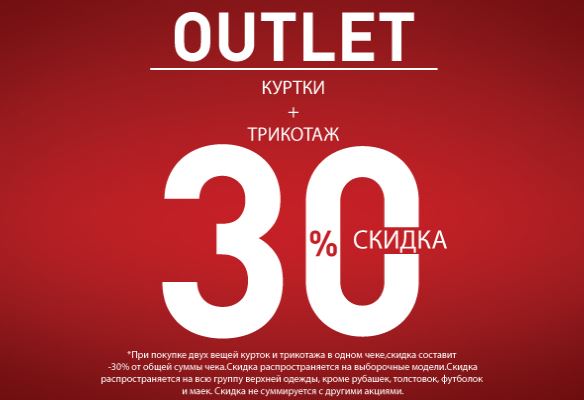 OUTLET
КУРТКИ
+
ТРИКОТАЖ
30
% СКИДКА
*При покупке двух вещей курток и трикотажа в одном чеке,скидка составит
-30% от общей суммы чека.Скидка распространяется на выборочные модели.Скидка
распространяется на всю группу верхней одежды, кроме рубашек, толстовок, футболок
и маек. Скидка не суммируется с другими акциями.